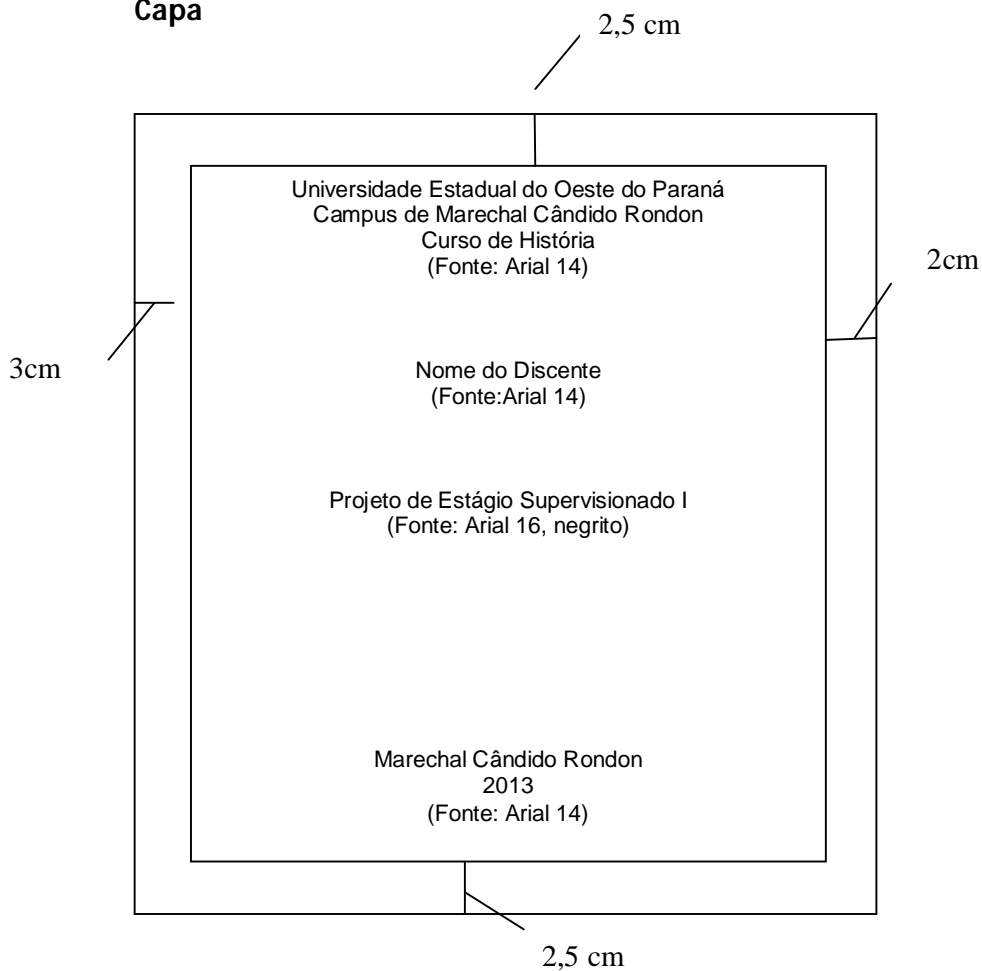 Capa
2,5 cm
Universidade Estadual do Oeste do Paraná
Campus de Marechal Cândido Rondon
Curso de História
(Fonte: Arial 14)
2cm
3cm
Nome do Discente
(Fonte:Arial 14)
Projeto de Estágio Supervisionado I
(Fonte: Arial 16, negrito)
Marechal Cândido Rondon
2013
(Fonte: Arial 14)
2,5 cm